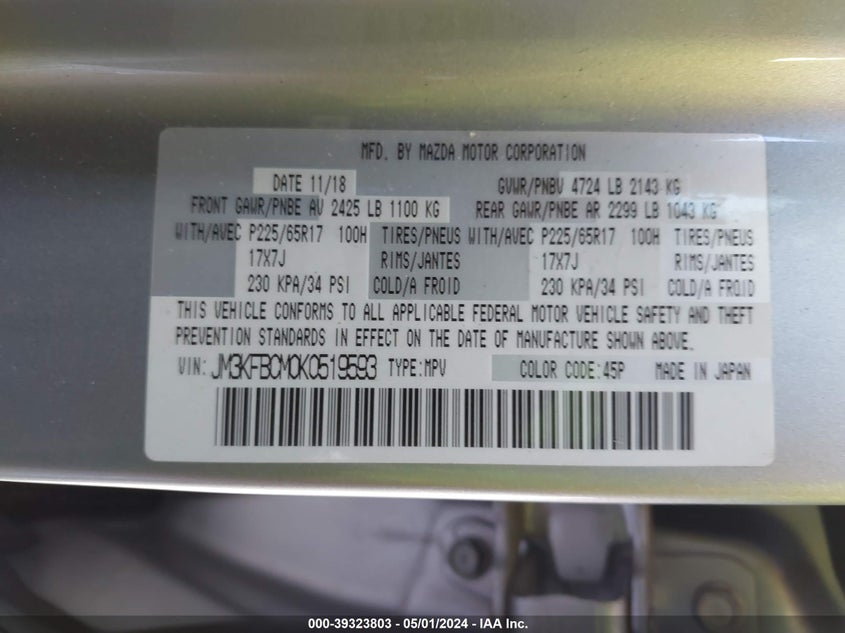 MFD. BY MAZDA MOTOR CORPORATION
DATE 11/18 GVWR/PNBV 4724 LB 2143 KG
FRONT GAWR/PNBE AV 2425 LB 1100 KG REAR GAWR/PNBE AR 2299 LB 1043 KG
WITH/AVEC P225/65R17 100H TIRES/PNEUS WITH/AVEC P225/65R17 100H TIRES/PNEUS
17X7J RIMS/JANTES 17X7J RIMS/JANTES
230 KPA/34 PSI COLD/A FROID 230 KPA/34 PSI COLD/A FROID
THIS VEHICLE CONFORMS TO ALL APPLICABLE FEDERAL MOTOR VEHICLE SAFETY AND THEFT
PREVENTION STANDARDS IN EFFECT ON THE DATE OF MANUFACTURE SHOWN ABOVE.
VIN: JM3KFBCM0K0519593 TYPE:MPV COLOR CODE:45P MADE IN JAPAN
000-39323803 - 05/01/2024 - IAA Inc.